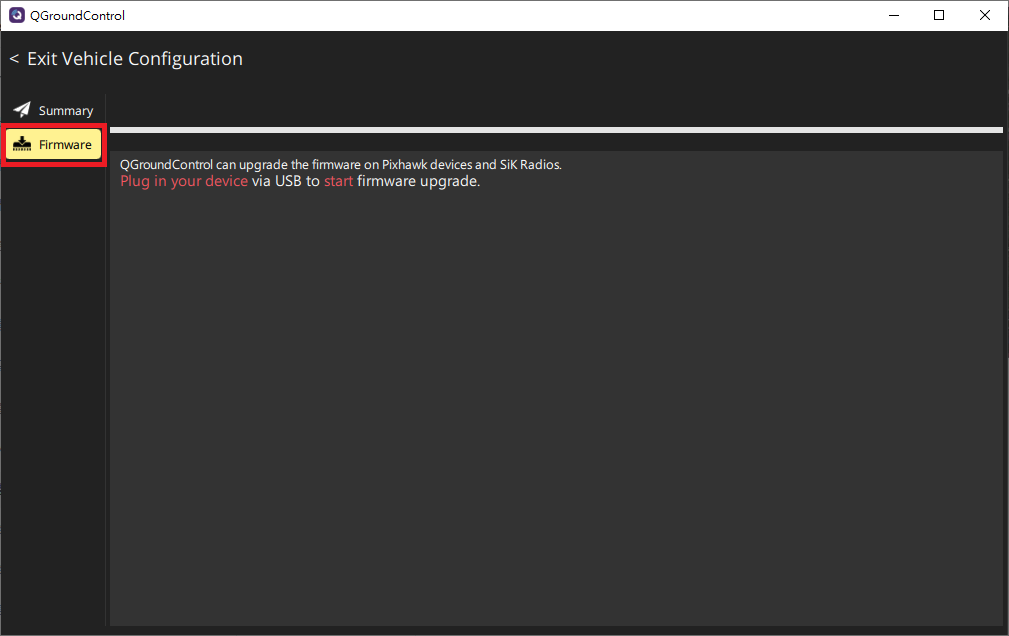 QGroundControl
< Exit Vehicle Configuration
Summary
Firmware
QGroundControl can upgrade the firmware on Pixhawk devices and SiK Radios.
Plug in your device via USB to start firmware upgrade.